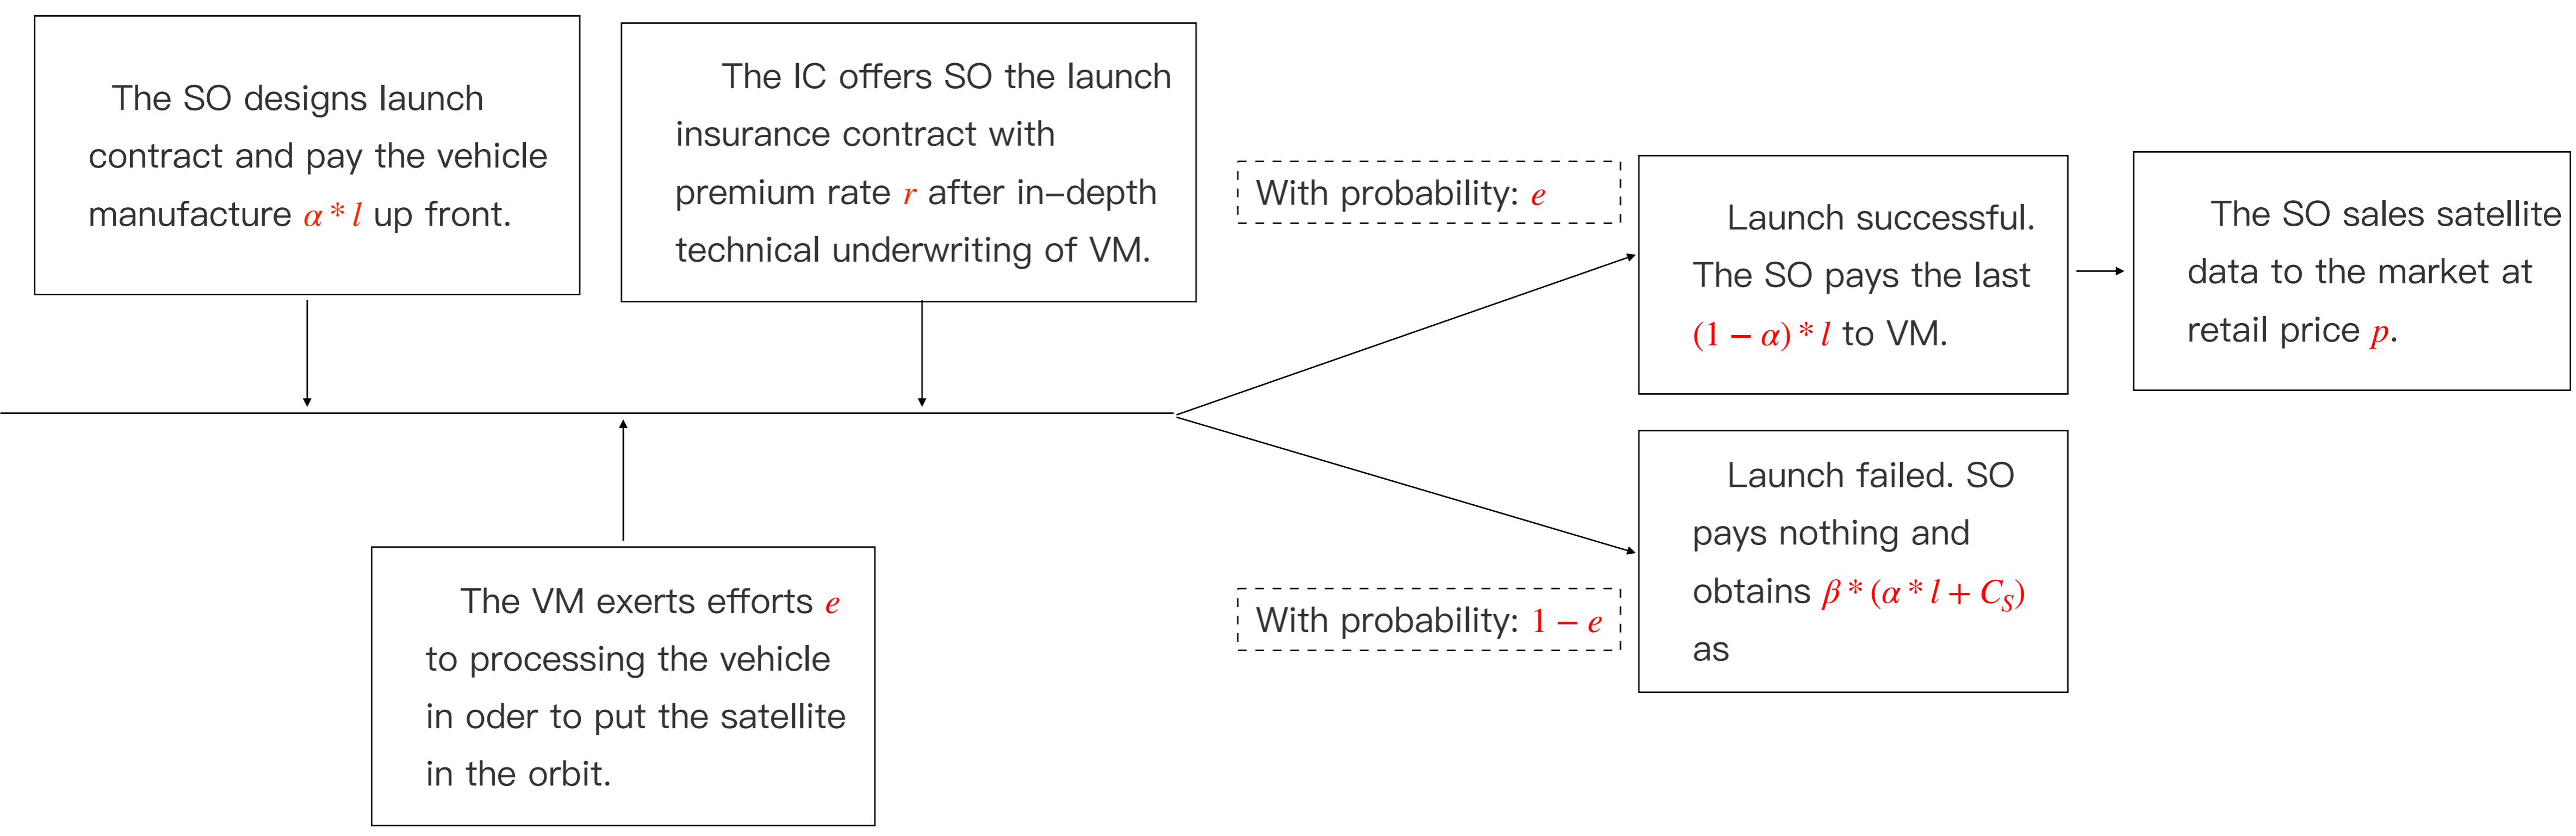 The SO designs launch
contract and pay the vehicle
manufacture α * l up front.
The IC offers SO the launch
insurance contract with
premium rate r after in–depth
technical underwriting of VM.
The VM exerts efforts e
to processing the vehicle
in oder to put the satellite
in the orbit.
With probability: e
Launch successful.
The SO pays the last
(1 − α) * l to VM.
The SO sales satellite
data to the market at
retail price p.
With probability: 1 − e
Launch failed. SO
pays nothing and
obtains β * (α * l + C_S)
as